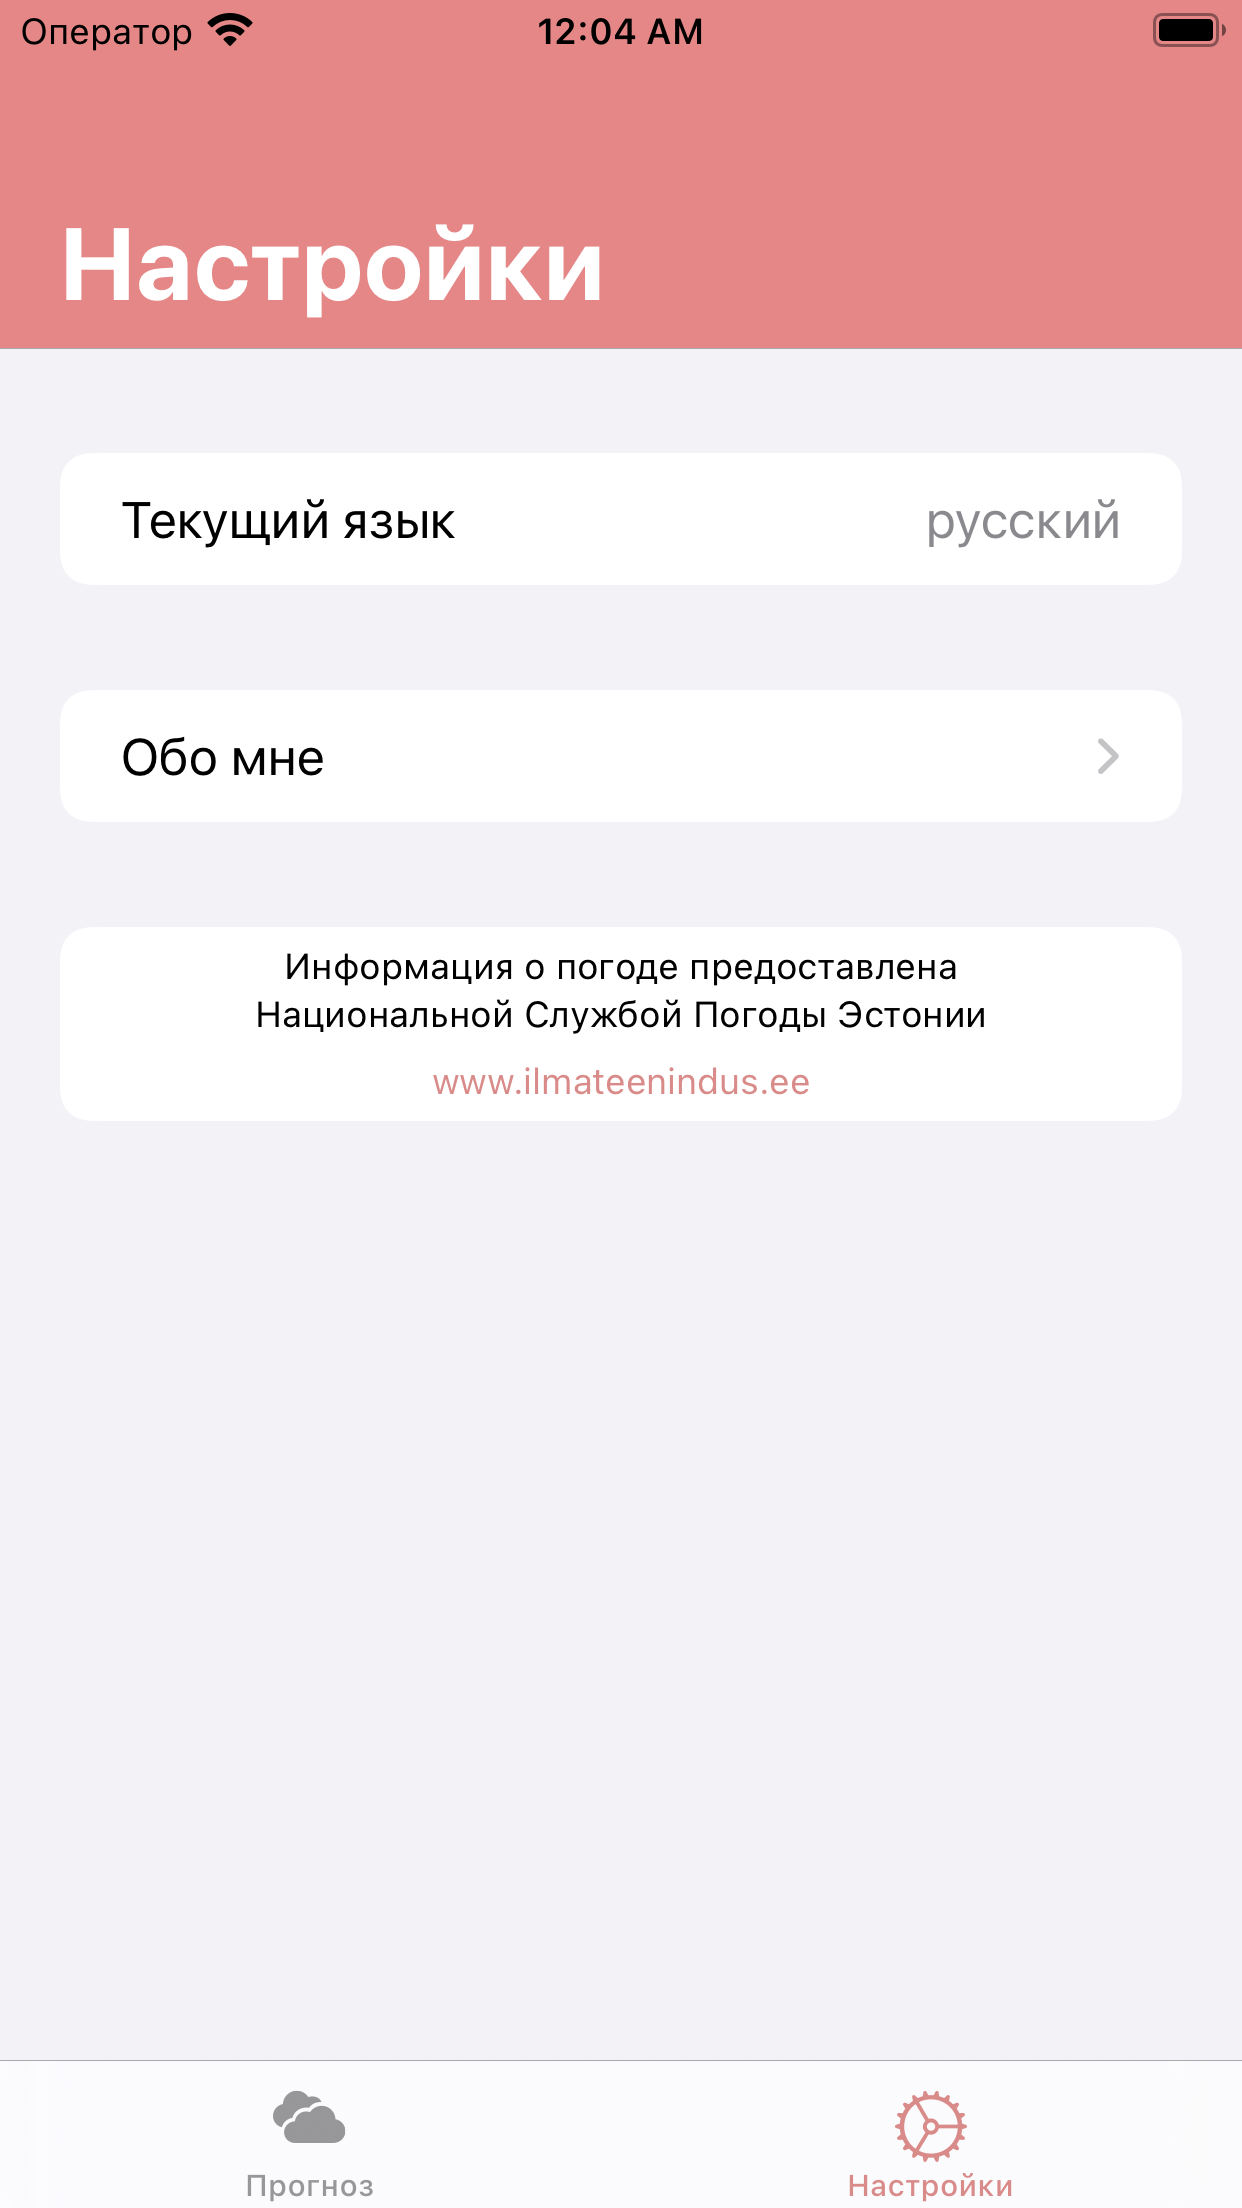 Оператор
12:04 AM
Настройки
Текущий язык
русский
Обо мне
Информация о погоде предоставлена
Национальной Службой Погоды Эстонии
www.ilmateenindus.ee
Прогноз
Настройки